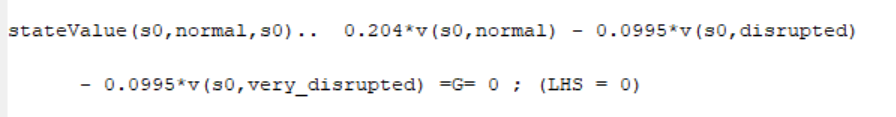 stateValue(s0,normal,s0).. 0.204*v(s0,normal) - 0.0995*v(s0,disrupted)
- 0.0995*v(s0,very_disrupted) =G= 0 ; (LHS = 0)